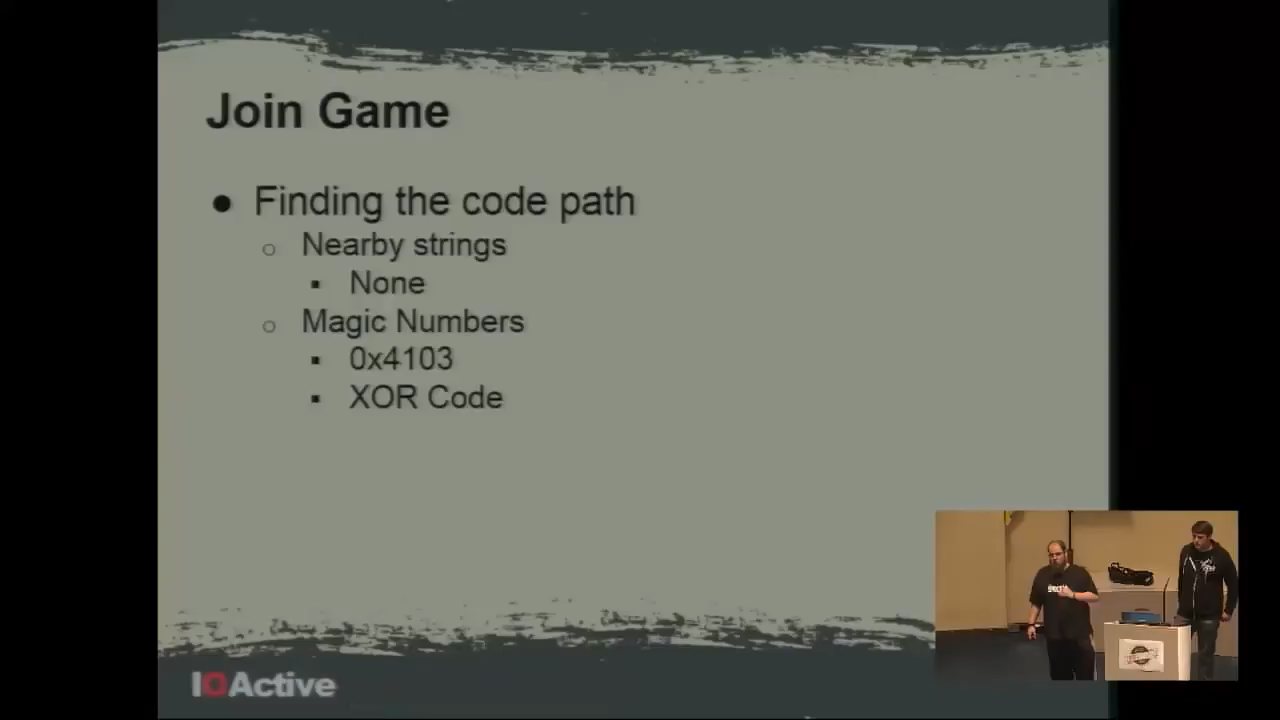 Join Game
● Finding the code path
○ Nearby strings
▪ None
○ Magic Numbers
▪ 0x4103
▪ XOR Code
IOActive